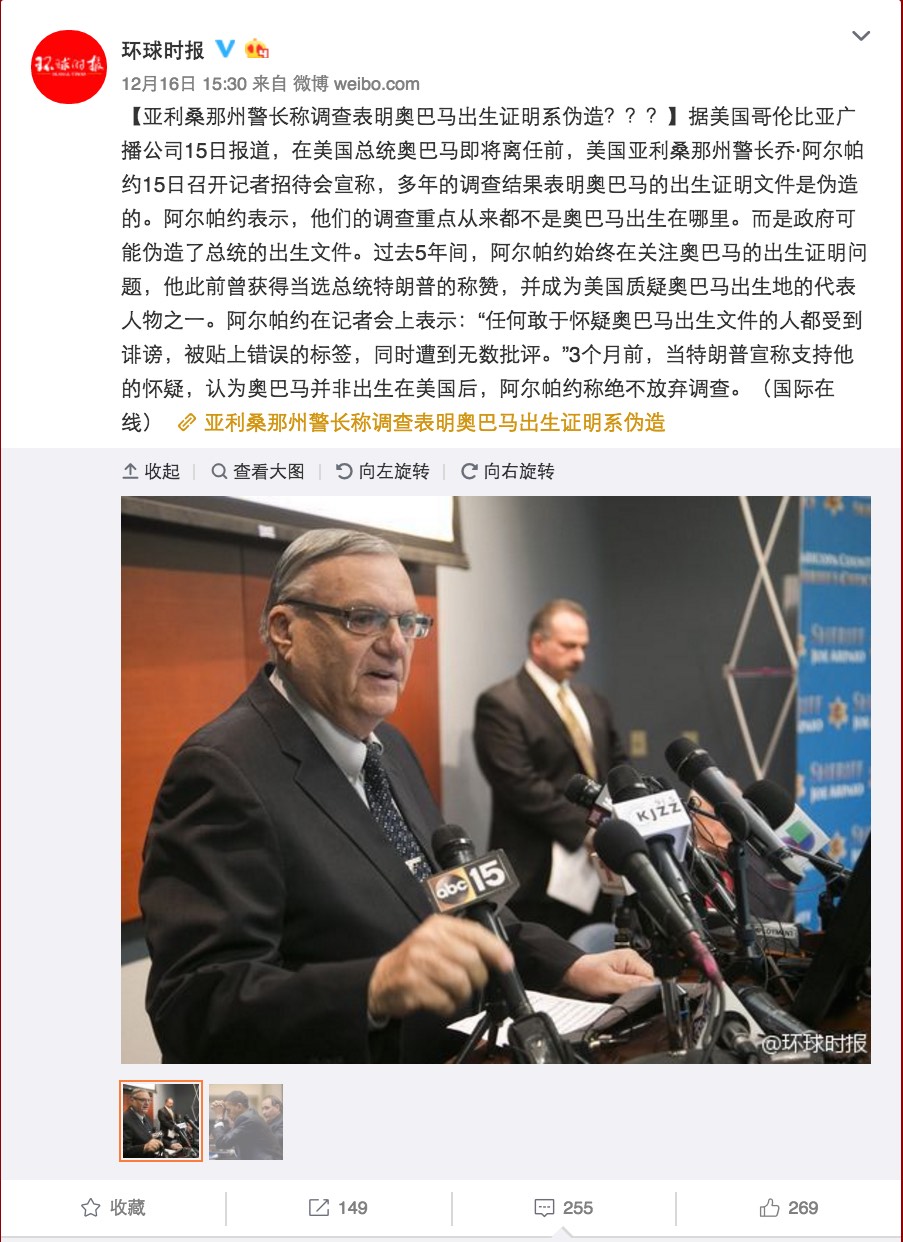 环球时报
环球时报
12月16日 15:30 来自 微博 weibo.com
【亚利桑那州警长称调查表明奥巴马出生证明系伪造？？？】据美国哥伦比亚广
播公司15日报道，在美国总统奥巴马即将离任前，美国亚利桑那州警长乔·阿尔帕
约15日召开记者招待会宣称，多年的调查结果表明奥巴马的出生证明文件是伪造
的。阿尔帕约表示，他们的调查重点从来都不是奥巴马出生在哪里。而是政府可
能伪造了总统的出生文件。过去5年间，阿尔帕约始终在关注奥巴马的出生证明问
题，他此前曾获得当选总统特朗普的称赞，并成为美国质疑奥巴马出生地的代表
人物之一。阿尔帕约在记者会上表示：“任何敢于怀疑奥巴马出生文件的人都受到
诽谤，被贴上错误的标签，同时遭到无数批评。”3个月前，当特朗普宣称支持他
的怀疑，认为奥巴马并非出生在美国后，阿尔帕约称绝不放弃调查。（国际在
线） 亚利桑那州警长称调查表明奥巴马出生证明系伪造
收起 查看大图 向左旋转 向右旋转
SHERIFF
JOE ARPAIO
SHERIFF
JOE ARPAIO
KJZZ
abc 15
@环球时报
收藏 149 255 269